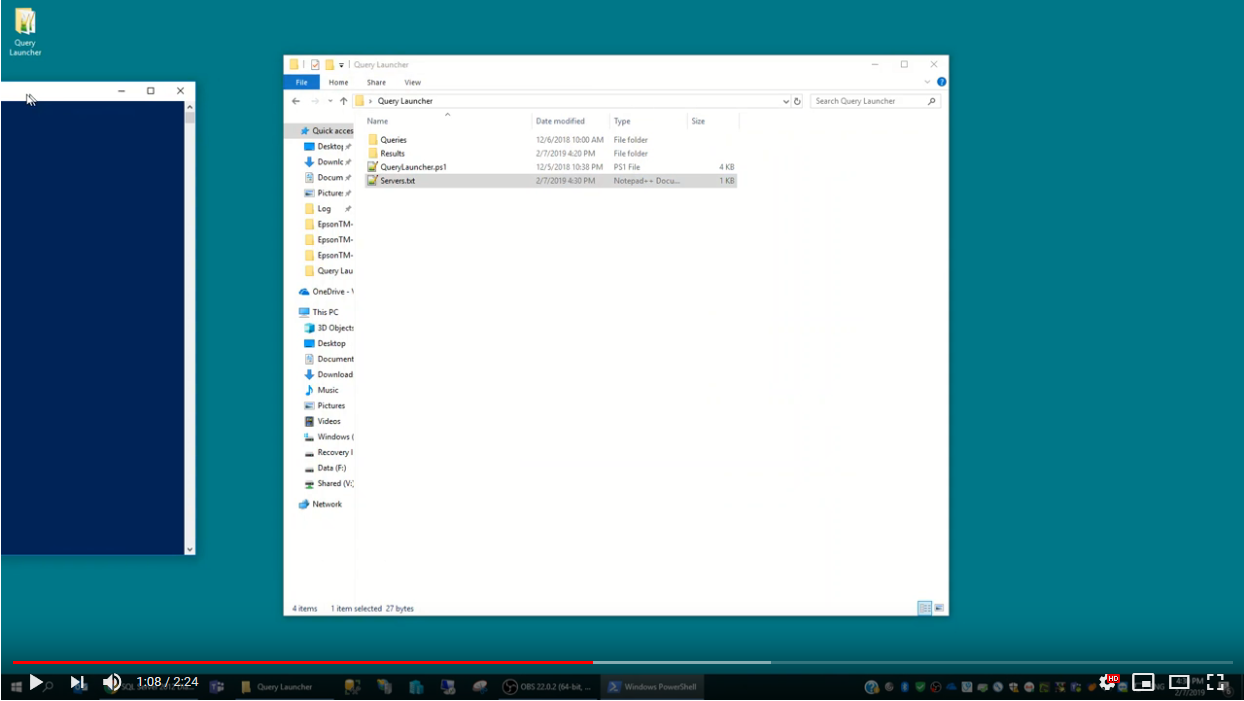 Query
Launcher
Query Launcher
File Home Share View
Query Launcher
Search Query Launcher
Name Date modified Type Size
Quick acces
Queries 12/6/2018 10:00 AM File folder
Results 2/7/2019 4:20 PM File folder
QueryLauncher.ps1 12/5/2018 10:38 PM PS1 File 4 KB
Servers.txt 2/7/2019 4:30 PM Notepad++ Docu... 1 KB
Desktop
Downlc
Docum
Picture
Log
EpsonTM-
EpsonTM-
EpsonTM-
Query Lau
OneDrive -
This PC
3D Objects
Desktop
Document
Download
Music
Pictures
Videos
Windows (
Recovery I
Data (F:)
Shared (V:)
Network
4 items 1 item selected 27 bytes
1:08 / 2:24
Query Launcher
OBS 22.0.2 (64-bit, ...
Windows PowerShell
HD
2/7/2019